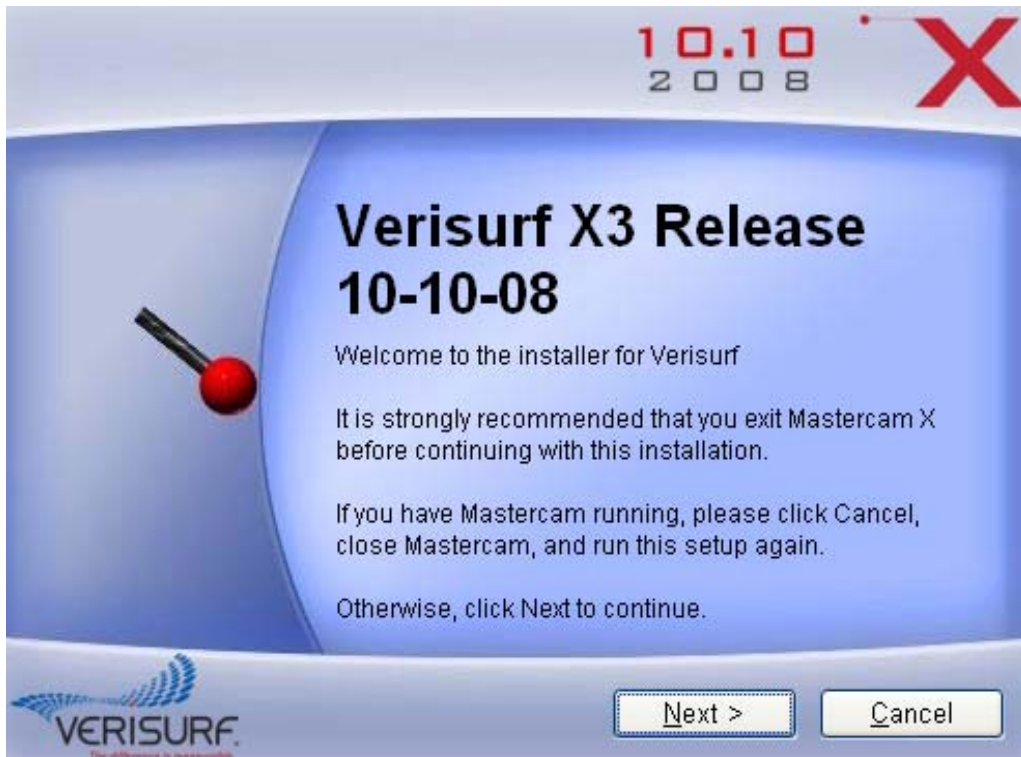 10.10
2008
X
Verisurf X3 Release
10-10-08
Welcome to the installer for Verisurf
It is strongly recommended that you exit Mastercam X
before continuing with this installation.
If you have Mastercam running, please click Cancel,
close Mastercam, and run this setup again.
Otherwise, click Next to continue.
VERISURF.
Next >
Cancel